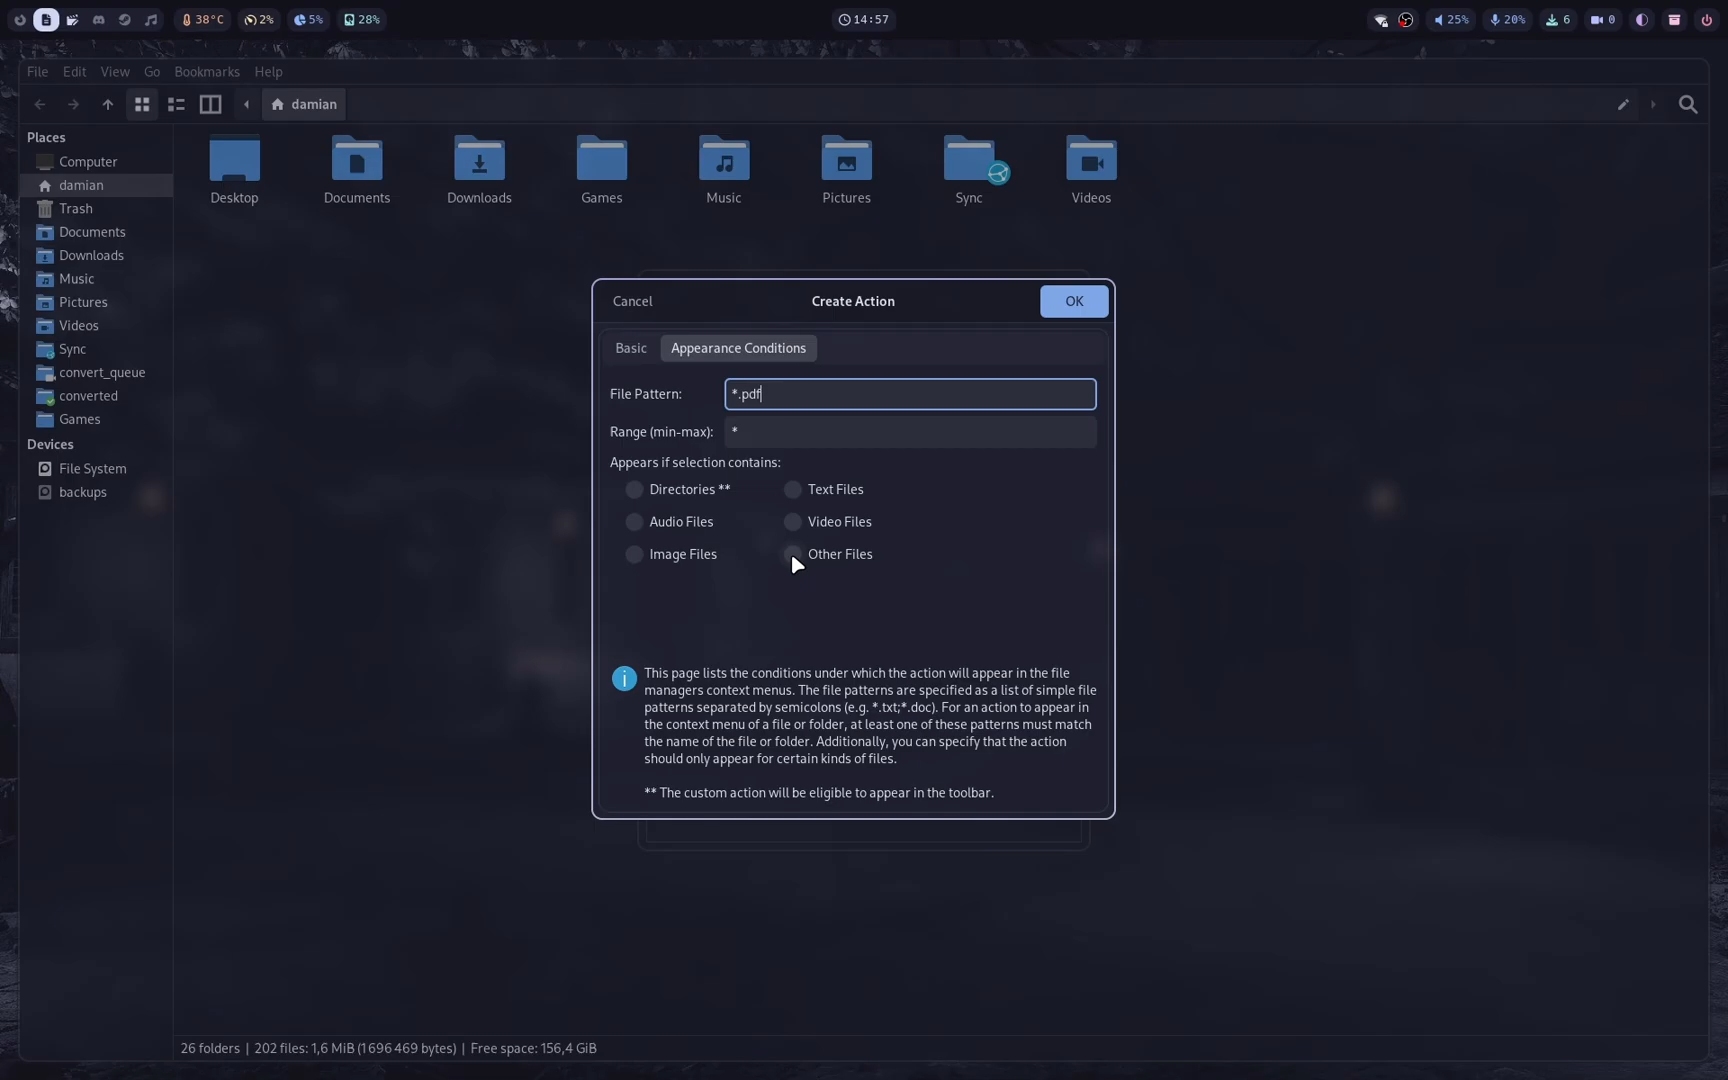 38°C 2% 5% 28% 14:57 25% 20% 6 0
File Edit View Go Bookmarks Help
damian
Places
Computer
damian
Trash
Documents
Downloads
Music
Pictures
Videos
Sync
convert_queue
converted
Games
Devices
File System
backups
Desktop Documents Downloads Games Music Pictures Sync Videos
Cancel Create Action OK
Basic Appearance Conditions
File Pattern: *.pdf
Range (min-max): *
Appears if selection contains:
Directories ** Text Files
Audio Files Video Files
Image Files Other Files
This page lists the conditions under which the action will appear in the file
managers context menus. The file patterns are specified as a list of simple file
patterns separated by semicolons (e.g. *.txt;*.doc). For an action to appear in
the context menu of a file or folder, at least one of these patterns must match
the name of the file or folder. Additionally, you can specify that the action
should only appear for certain kinds of files.
** The custom action will be eligible to appear in the toolbar.
26 folders | 202 files: 1,6 MiB (1 696 469 bytes) | Free space: 156,4 GiB